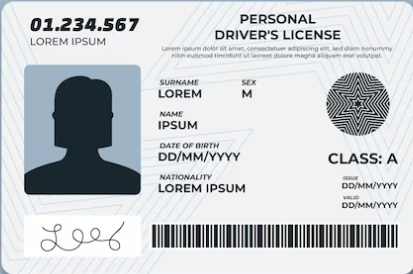 01.234.567
LOREM IPSUM
PERSONAL
DRIVER'S LICENSE
Lorem ipsum dolor sit amet, consectetuer adipiscing elit, sed diam nonummy
nibh euismod tincidunt ut laoreet dolore magna aliquam erat volutpat.
SURNAME SEX
LOREM M
NAME
IPSUM
DATE OF BIRTH
DD/MM/YYYY
NATIONALITY
LOREM IPSUM
CLASS: A
ISSUE
DD/MM/YYYY
VALID
DD/MM/YYYY